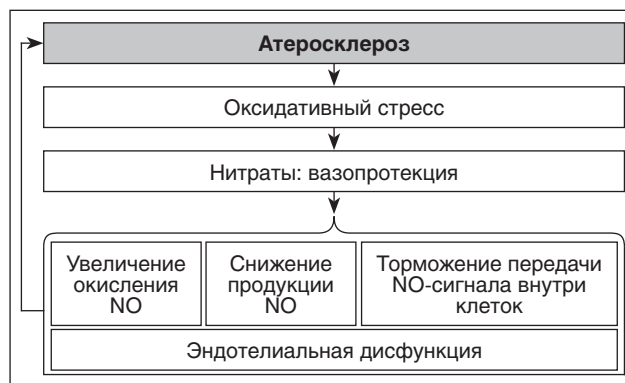 Атеросклероз
Оксидативный стресс
Нитраты: вазопротекция
Увеличение
окисления
NO
Снижение
продукции
NO
Торможение передачи
NO-сигнала внутри
клеток
Эндотелиальная дисфункция